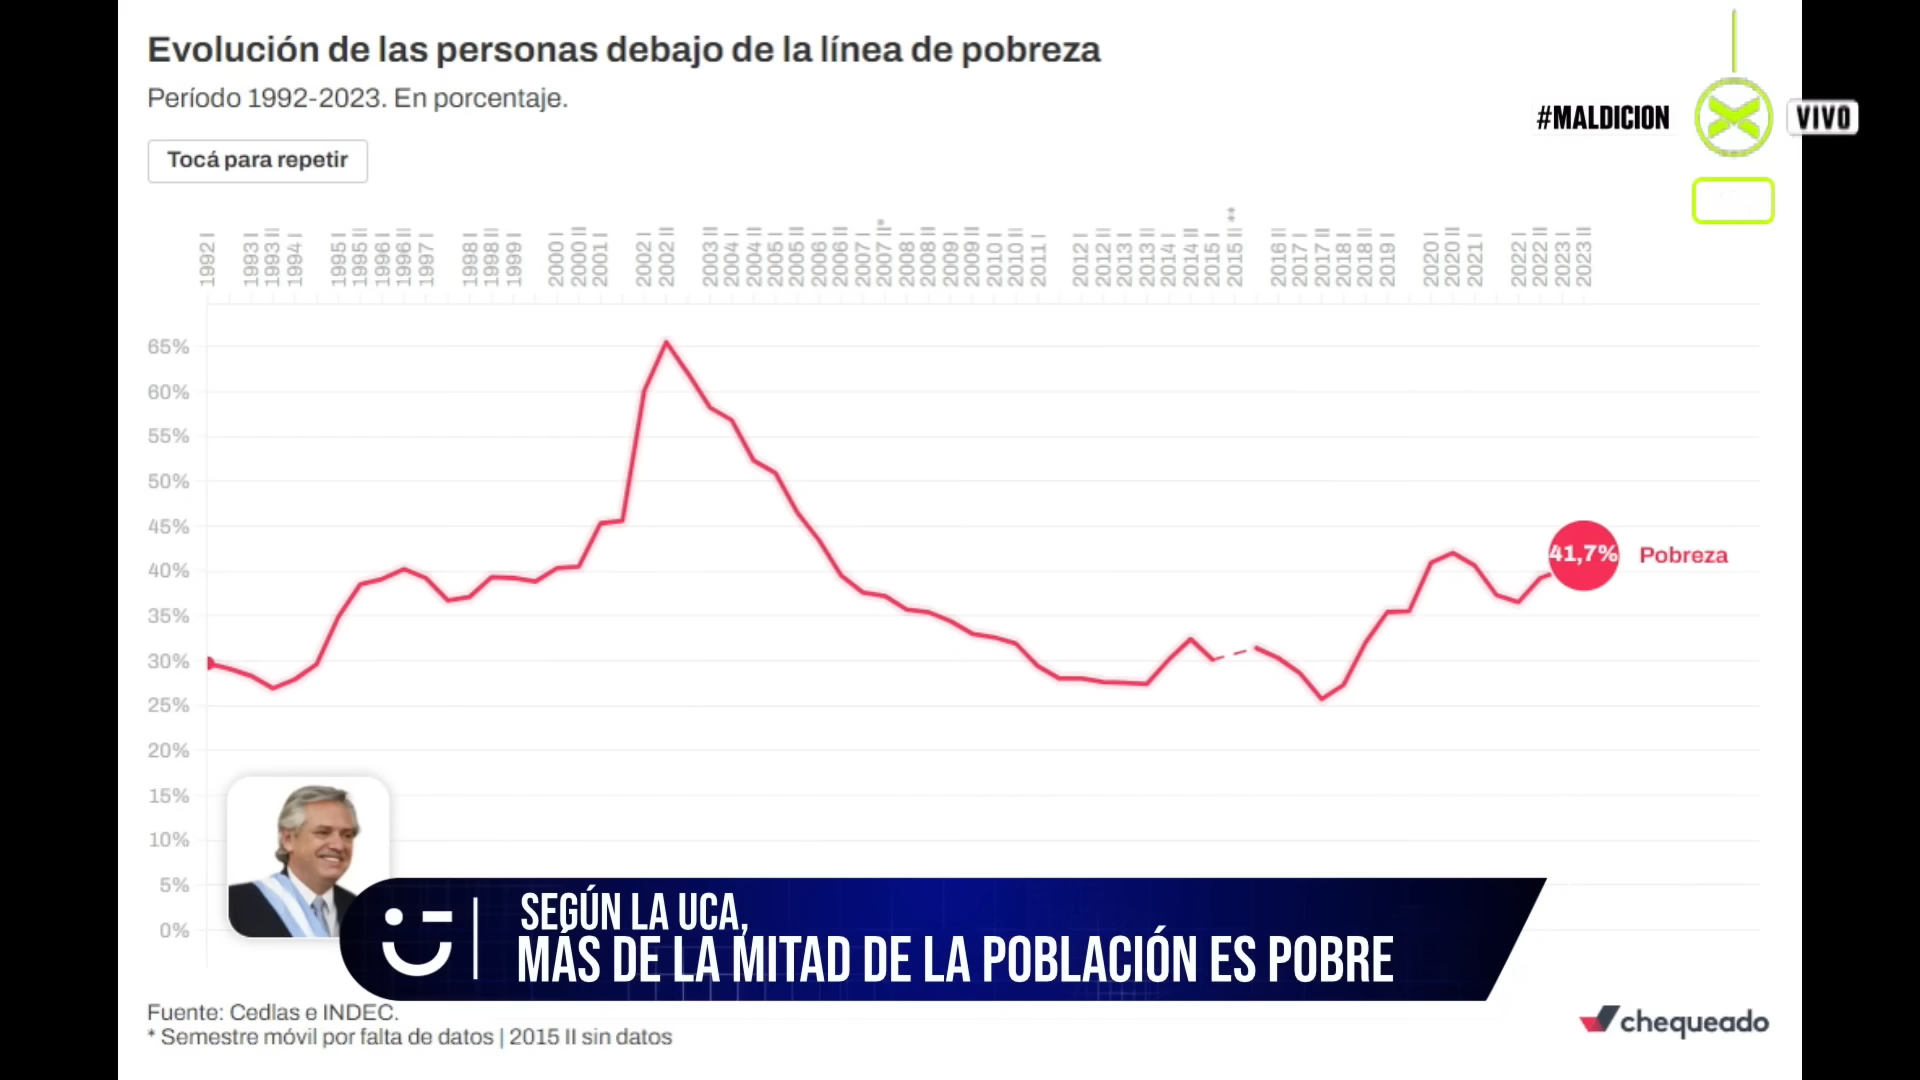 Evolución de las personas debajo de la línea de pobreza
Período 1992-2023. En porcentaje.
#MALDICION
VIVO
Tocá para repetir
1992 I
1993 I
1993 II
1994 I
1995 I
1995 II
1996 I
1996 II
1997 I
1998 I
1998 II
1999 I
2000 I
2000 II
2001 I
2002 I
2002 II
2003 II
2004 I
2004 II
2005 I
2005 II
2006 I
2006 II
2007 I
2007 II*
2008 I
2008 II
2009 I
2009 II
2010 I
2010 II
2011 I
2012 I
2012 II
2013 I
2013 II
2014 I
2014 II
2015 I
2015 II **
2016 II
2017 I
2017 II
2018 I
2018 II
2019 I
2020 I
2020 II
2021 I
2022 I
2022 II
2023 I
2023 II
65%
60%
55%
50%
45%
40%
35%
30%
25%
20%
15%
10%
5%
0%
41,7%
Pobreza
SEGÚN LA UCA,
MÁS DE LA MITAD DE LA POBLACIÓN ES POBRE
Fuente: Cedlas e INDEC.
* Semestre móvil por falta de datos | 2015 II sin datos
chequeado